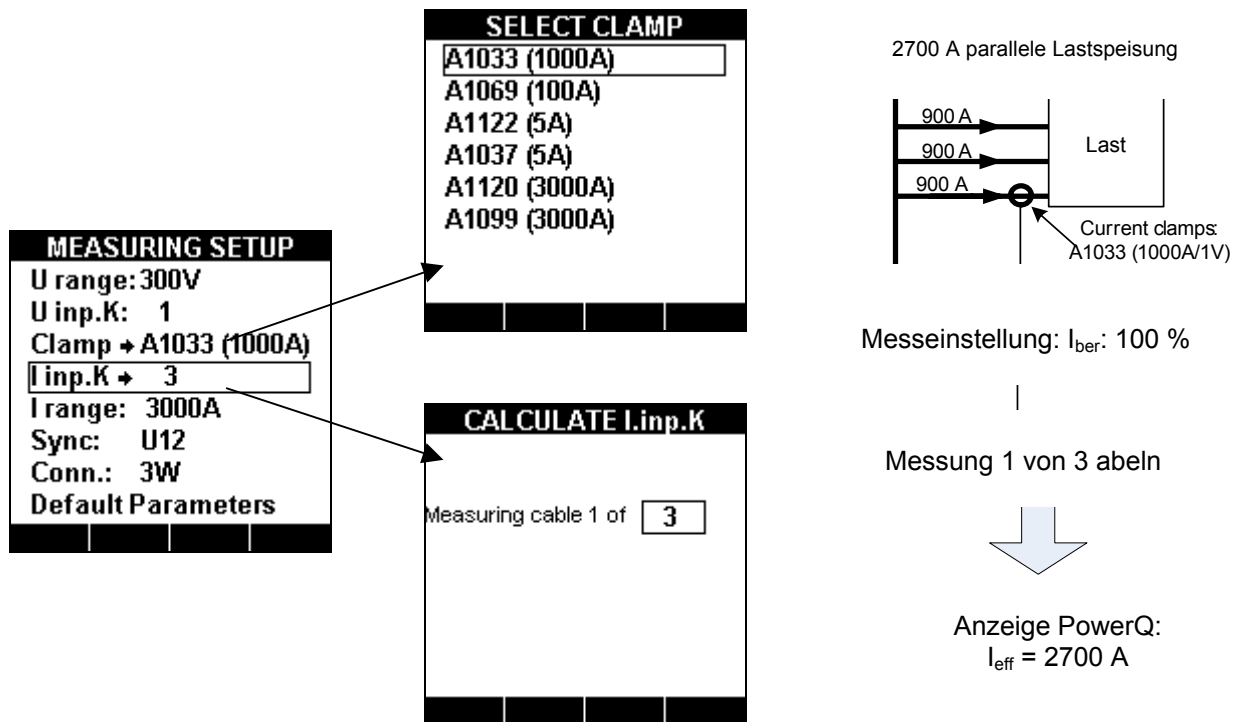 MEASURING SETUP
U range: 300V
U inp.K: 1
Clamp → A1033 (1000A)
I inp.K → 3
I range: 3000A
Sync: U12
Conn.: 3W
Default Parameters
SELECT CLAMP
A1033 (1000A)
A1069 (100A)
A1122 (5A)
A1037 (5A)
A1120 (3000A)
A1099 (3000A)
CALCULATE I.inp.K
Measuring cable 1 of 3
2700 A parallele Lastspeisung
900 A
900 A
900 A
Last
Current clamps:
A1033 (1000A/1V)
Messeinstellung: Iber: 100 %
Messung 1 von 3 abeln
Anzeige PowerQ:
Ieff = 2700 A